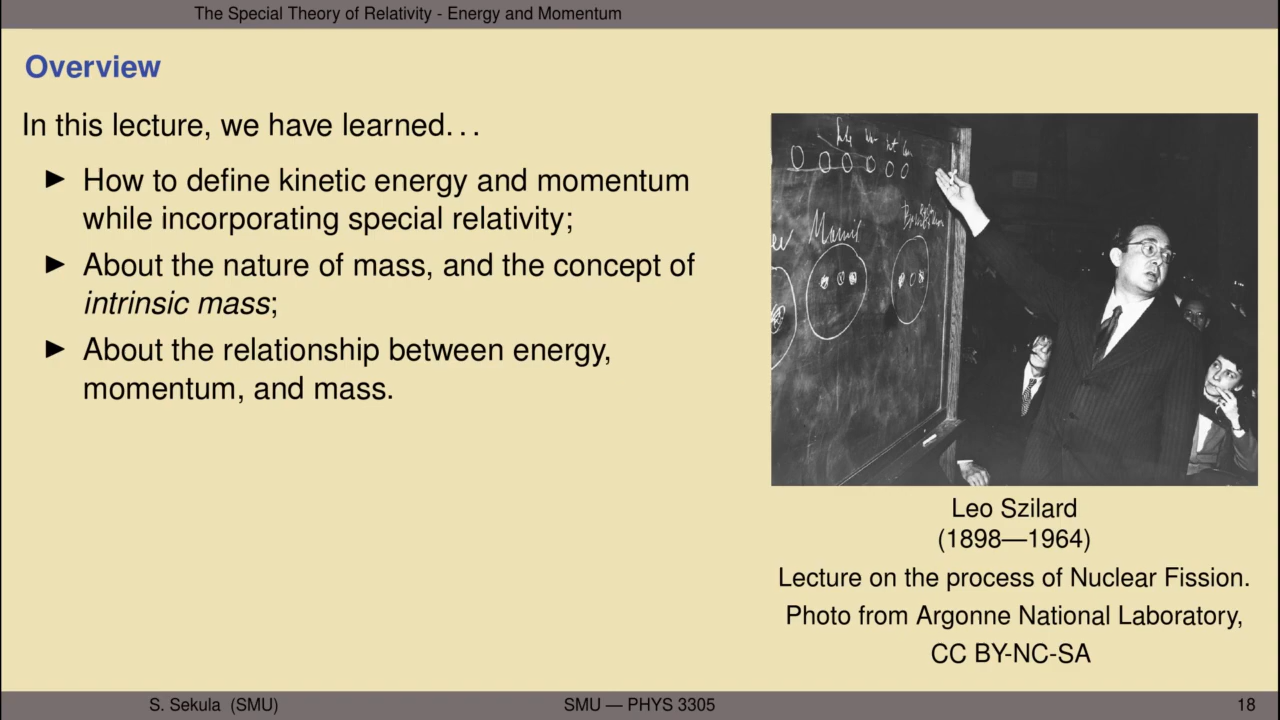 The Special Theory of Relativity - Energy and Momentum
Overview
In this lecture, we have learned. . .
► How to define kinetic energy and momentum
while incorporating special relativity;
► About the nature of mass, and the concept of
intrinsic mass;
► About the relationship between energy,
momentum, and mass.
Leo Szilard
(1898—1964)
Lecture on the process of Nuclear Fission.
Photo from Argonne National Laboratory,
CC BY-NC-SA
S. Sekula (SMU)
SMU — PHYS 3305
18